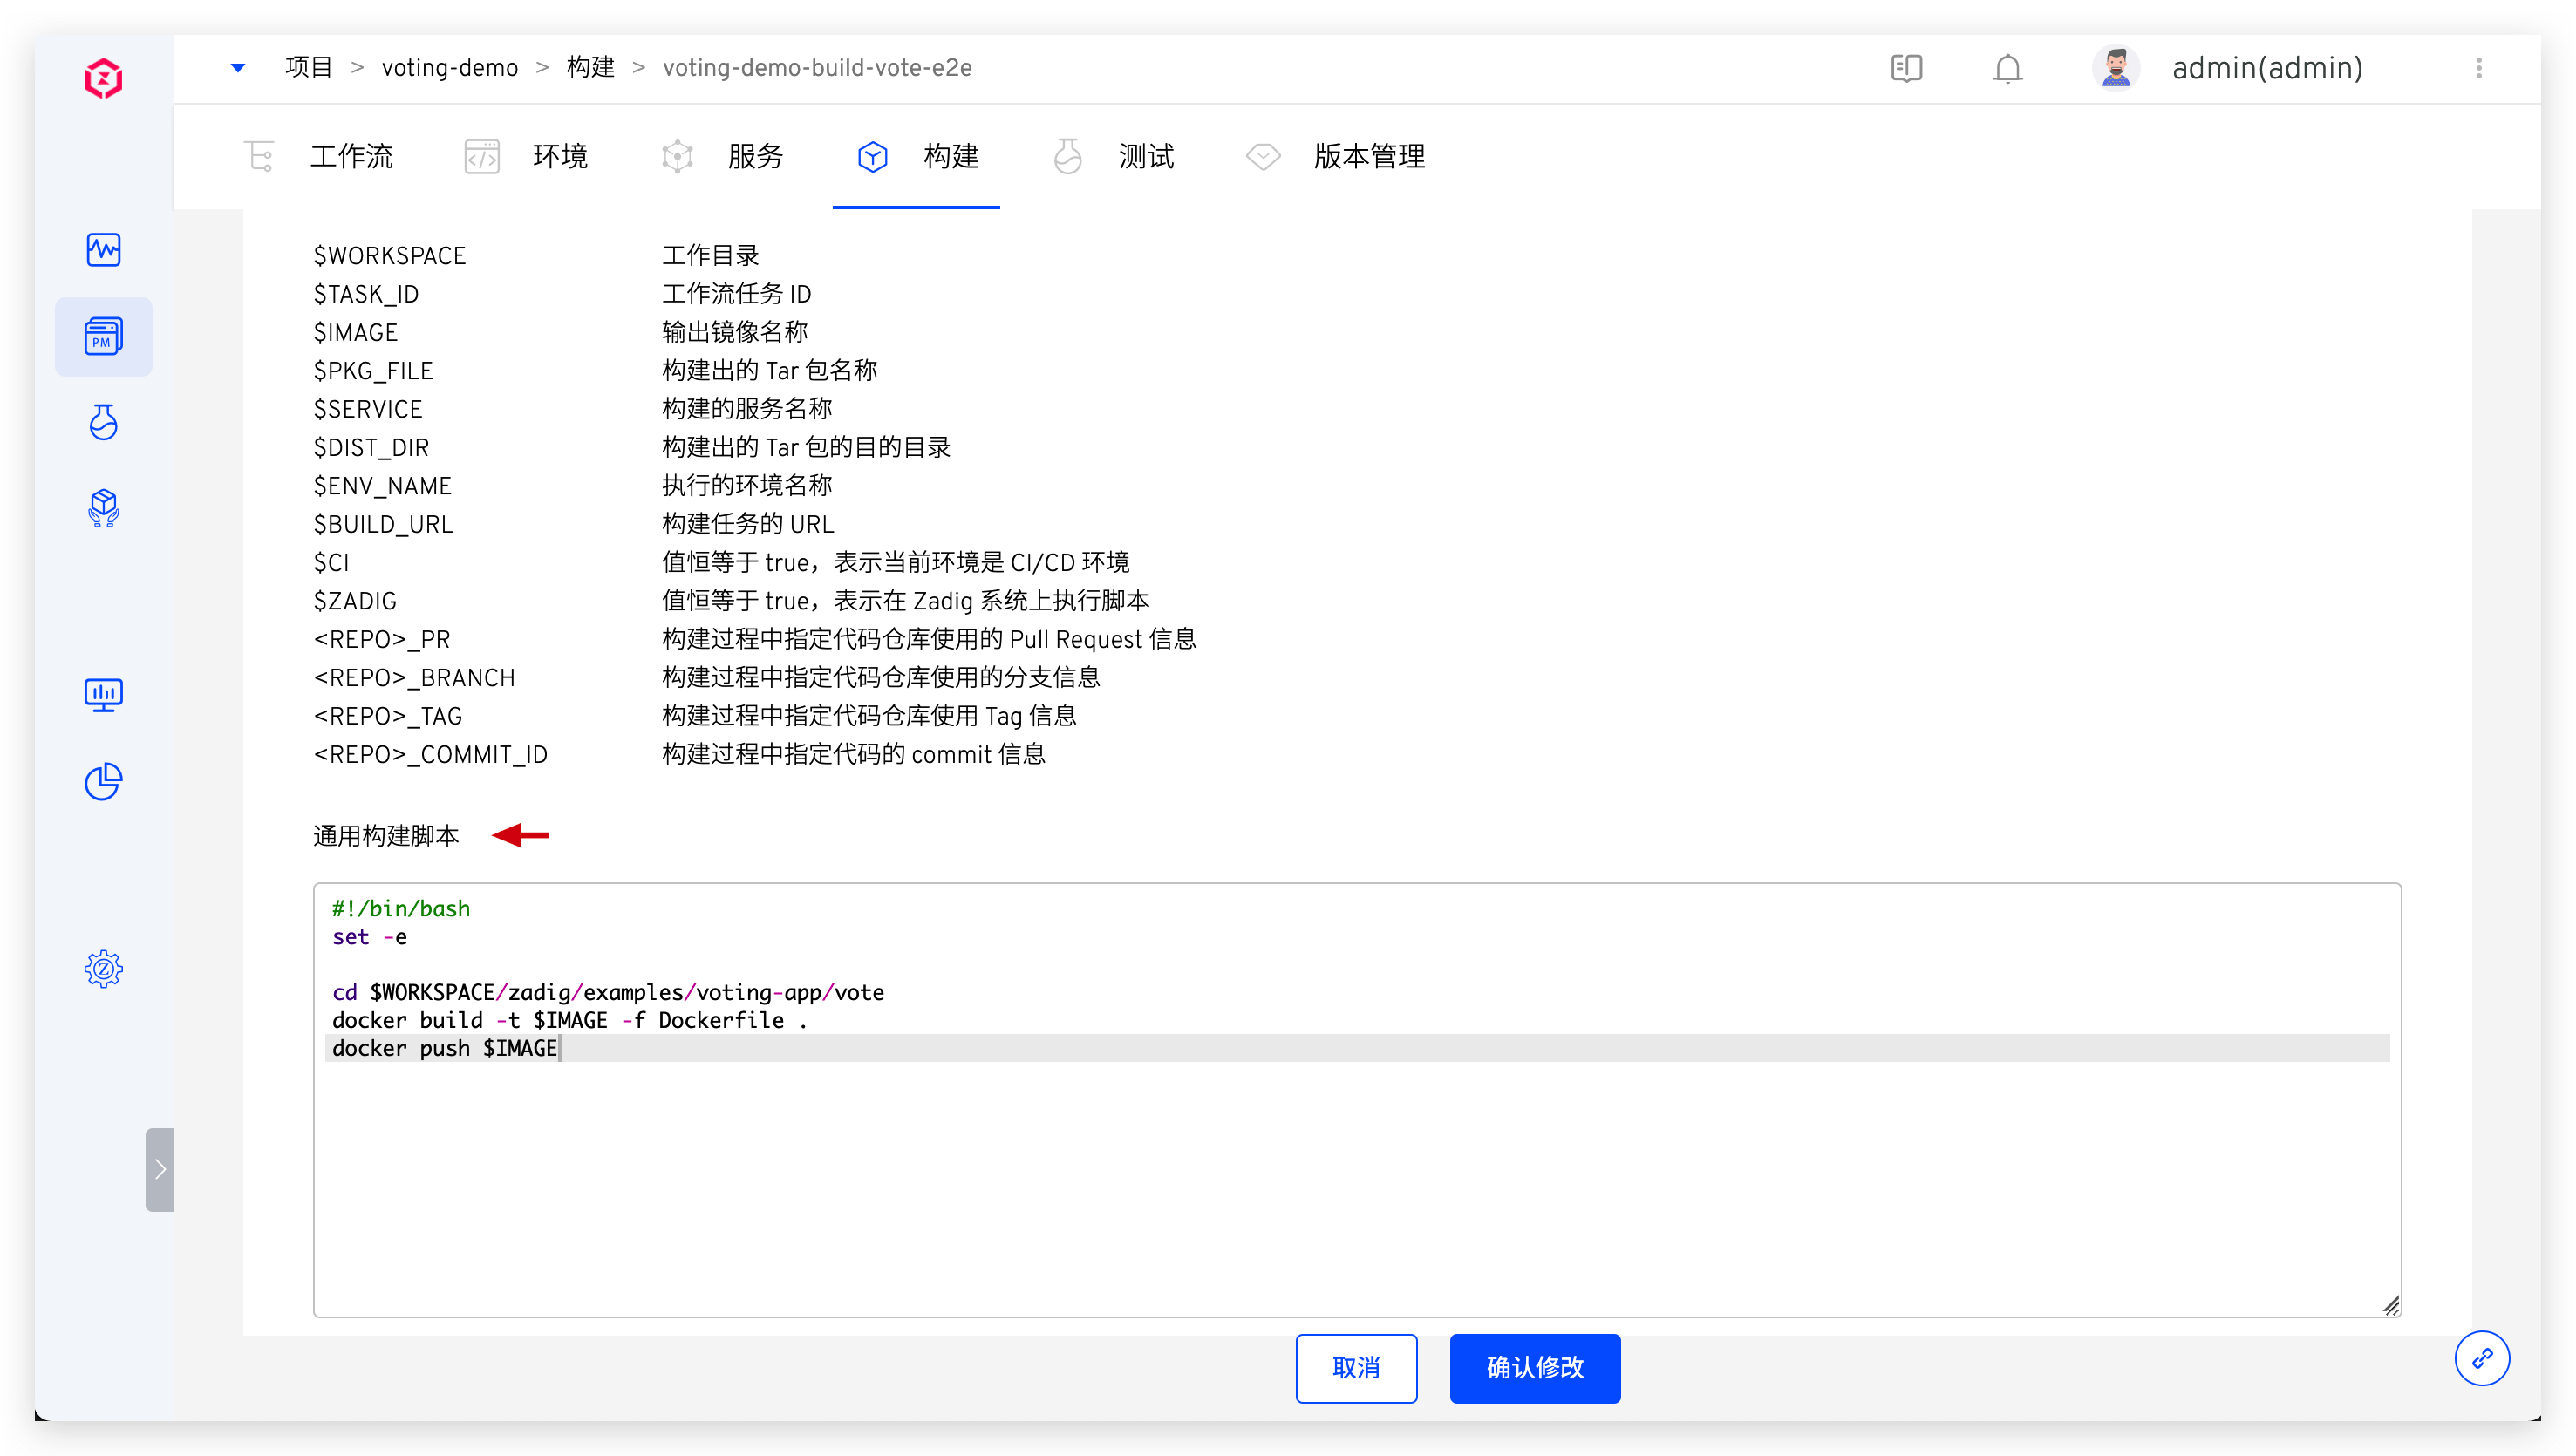 项目 > voting-demo > 构建 > voting-demo-build-vote-e2e
admin(admin)
工作流 环境 服务 构建 测试 版本管理
PM
$WORKSPACE 工作目录
$TASK_ID 工作流任务 ID
$IMAGE 输出镜像名称
$PKG_FILE 构建出的 Tar 包名称
$SERVICE 构建的服务名称
$DIST_DIR 构建出的 Tar 包的目的目录
$ENV_NAME 执行的环境名称
$BUILD_URL 构建任务的 URL
$CI 值恒等于 true，表示当前环境是 CI/CD 环境
$ZADIG 值恒等于 true，表示在 Zadig 系统上执行脚本
<REPO>_PR 构建过程中指定代码仓库使用的 Pull Request 信息
<REPO>_BRANCH 构建过程中指定代码仓库使用的分支信息
<REPO>_TAG 构建过程中指定代码仓库使用 Tag 信息
<REPO>_COMMIT_ID 构建过程中指定代码的 commit 信息
通用构建脚本
#!/bin/bash
set -e
cd $WORKSPACE/zadig/examples/voting-app/vote
docker build -t $IMAGE -f Dockerfile .
docker push $IMAGE
取消 确认修改